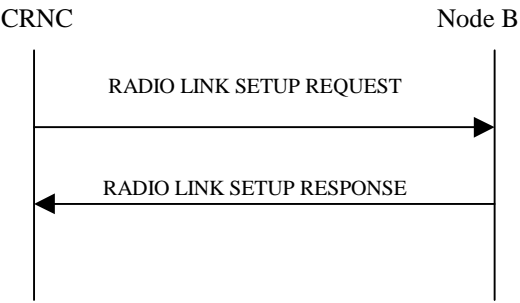 CRNC
Node B
RADIO LINK SETUP REQUEST
RADIO LINK SETUP RESPONSE